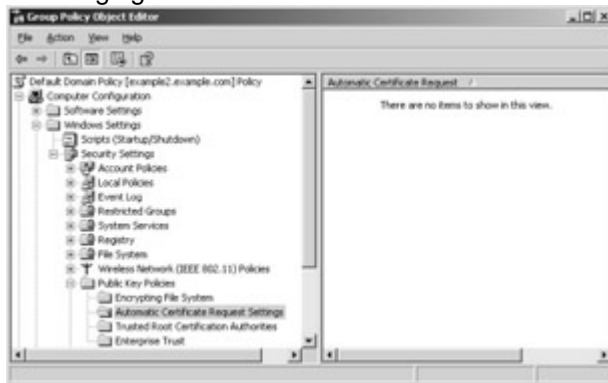 Group Policy Object Editor
File Action View Help
Default Domain Policy [example2.example.com] Policy
Computer Configuration
Software Settings
Windows Settings
Scripts (Startup/Shutdown)
Security Settings
Account Policies
Local Policies
Event Log
Restricted Groups
System Services
Registry
File System
Wireless Network (IEEE 802.11) Policies
Public Key Policies
Encrypting File System
Automatic Certificate Request Settings
Trusted Root Certification Authorities
Enterprise Trust
Automatic Certificate Request
There are no items to show in this view.